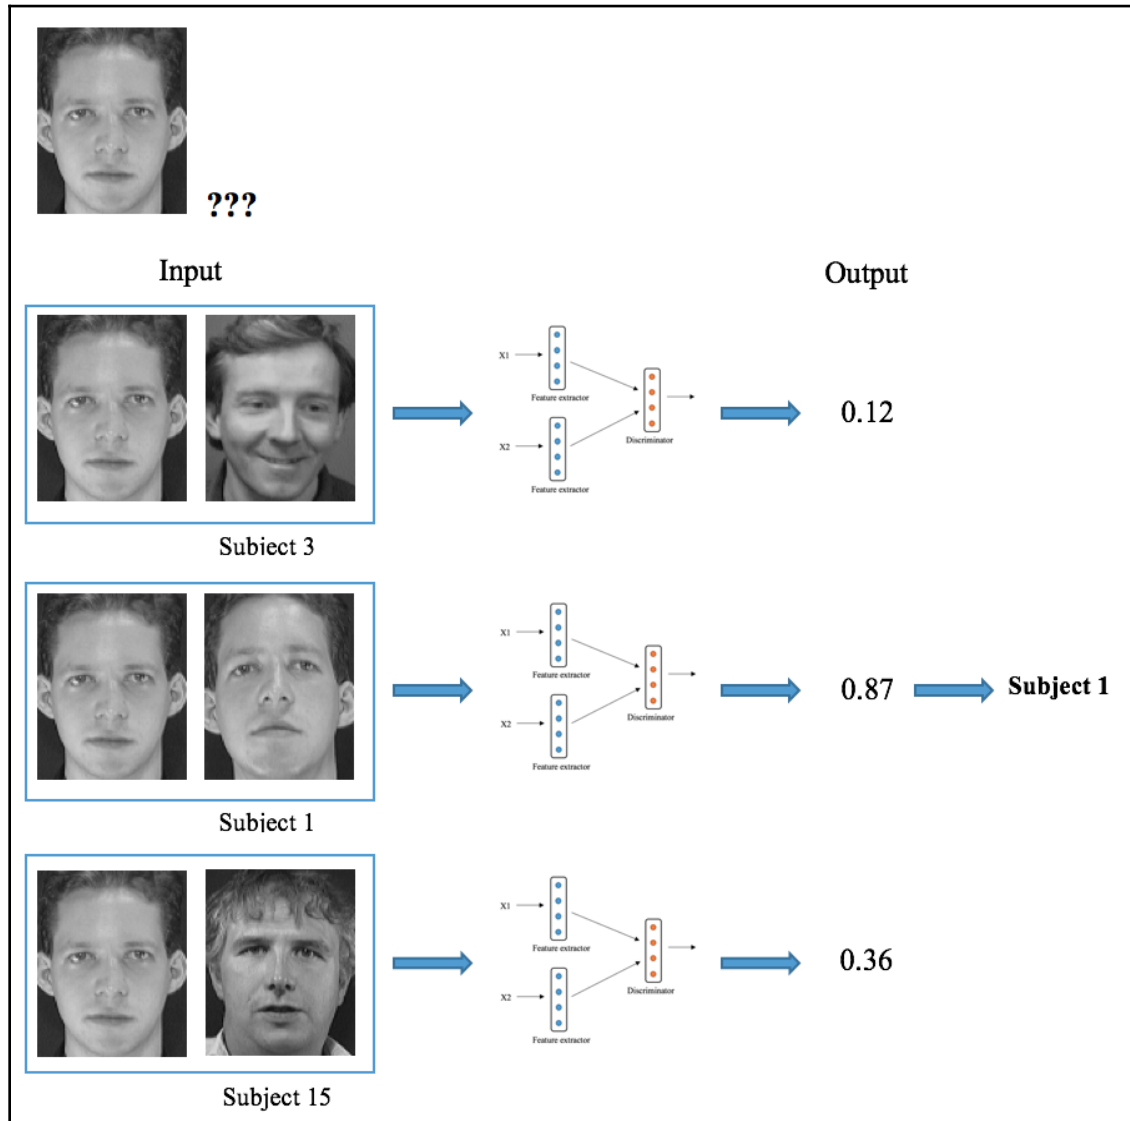 ???
Input
Output
X1
Feature extractor
X2
Feature extractor
Discriminator
0.12
Subject 3
X1
Feature extractor
X2
Feature extractor
Discriminator
0.87
Subject 1
Subject 1
X1
Feature extractor
X2
Feature extractor
Discriminator
0.36
Subject 15